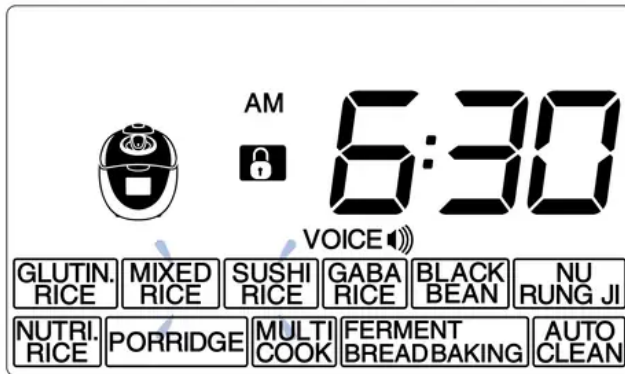 AM
6:30
VOICE
GLUTIN. RICE
MIXED RICE
SUSHI RICE
GABA RICE
BLACK BEAN
NU RUNG JI
NUTRI. RICE
PORRIDGE
MULTI COOK
FERMENT BREAD BAKING
AUTO CLEAN